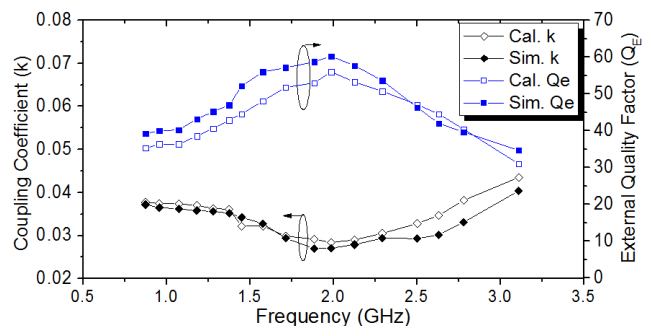 0.08
0.07
0.06
0.05
0.04
0.03
0.02
Coupling Coefficient (k)
70
60
50
40
30
20
10
0
External Quality Factor (Q_E)
Cal. k
Sim. k
Cal. Qe
Sim. Qe
0.5 1.0 1.5 2.0 2.5 3.0 3.5
Frequency (GHz)